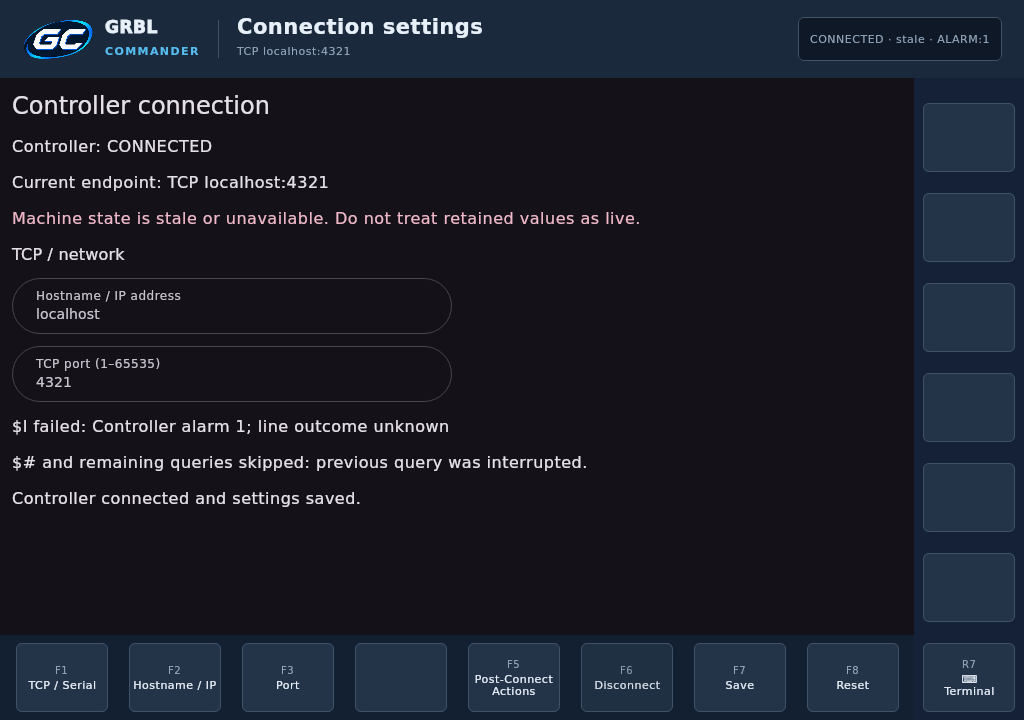 GC
GRBL
COMMANDER
Connection settings
TCP localhost:4321
CONNECTED · stale · ALARM:1
Controller connection
Controller: CONNECTED
Current endpoint: TCP localhost:4321
Machine state is stale or unavailable. Do not treat retained values as live.
TCP / network
Hostname / IP address
localhost
TCP port (1–65535)
4321
$I failed: Controller alarm 1; line outcome unknown
$# and remaining queries skipped: previous query was interrupted.
Controller connected and settings saved.
F1
TCP / Serial
F2
Hostname / IP
F3
Port
F5
Post-Connect
Actions
F6
Disconnect
F7
Save
F8
Reset
R7
⌨
Terminal